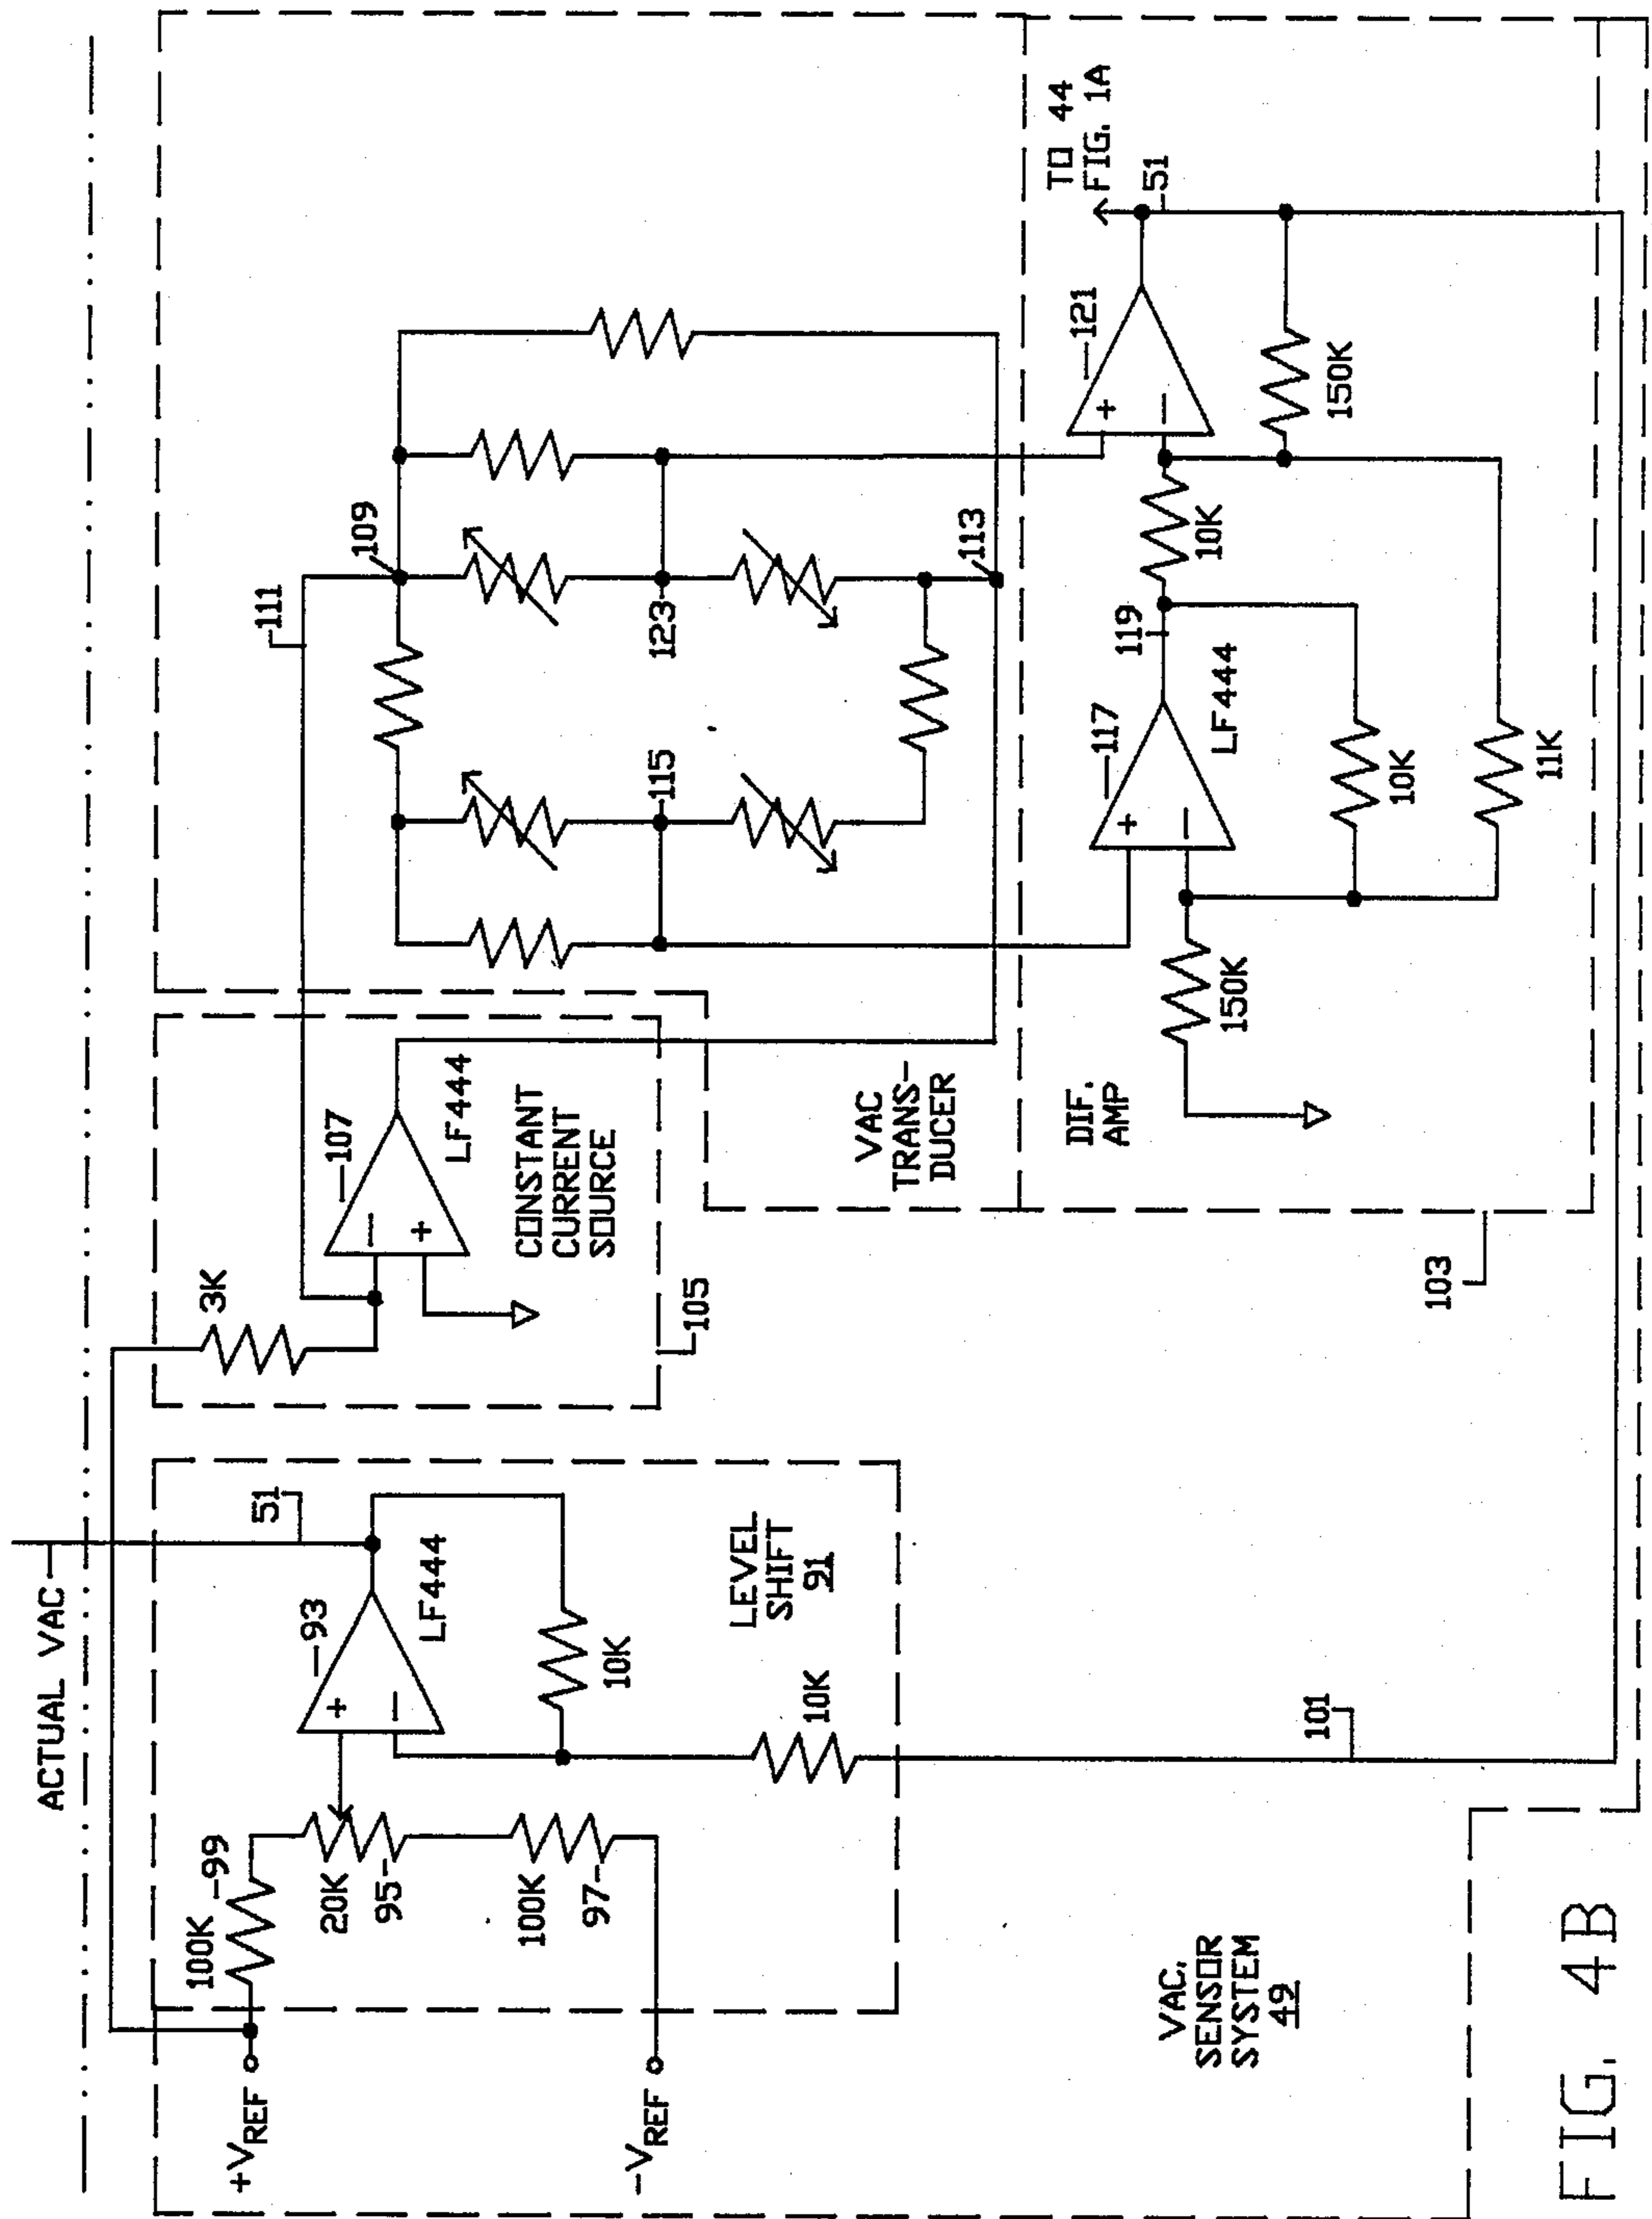 ACTUAL VAC
+VREF
100K
99
20K
95
100K
97
-VREF
93
LF444
51
10K
10K
LEVEL
SHIFT
91
101
3K
107
LF444
CONSTANT
CURRENT
SOURCE
105
111
109
115
123
113
VAC
TRANS-
DUCER
DIF.
AMP
150K
117
LF444
119
10K
10K
11K
121
150K
51
TO 44
FIG. 1A
103
VAC.
SENSOR
SYSTEM
49
FIG. 4B